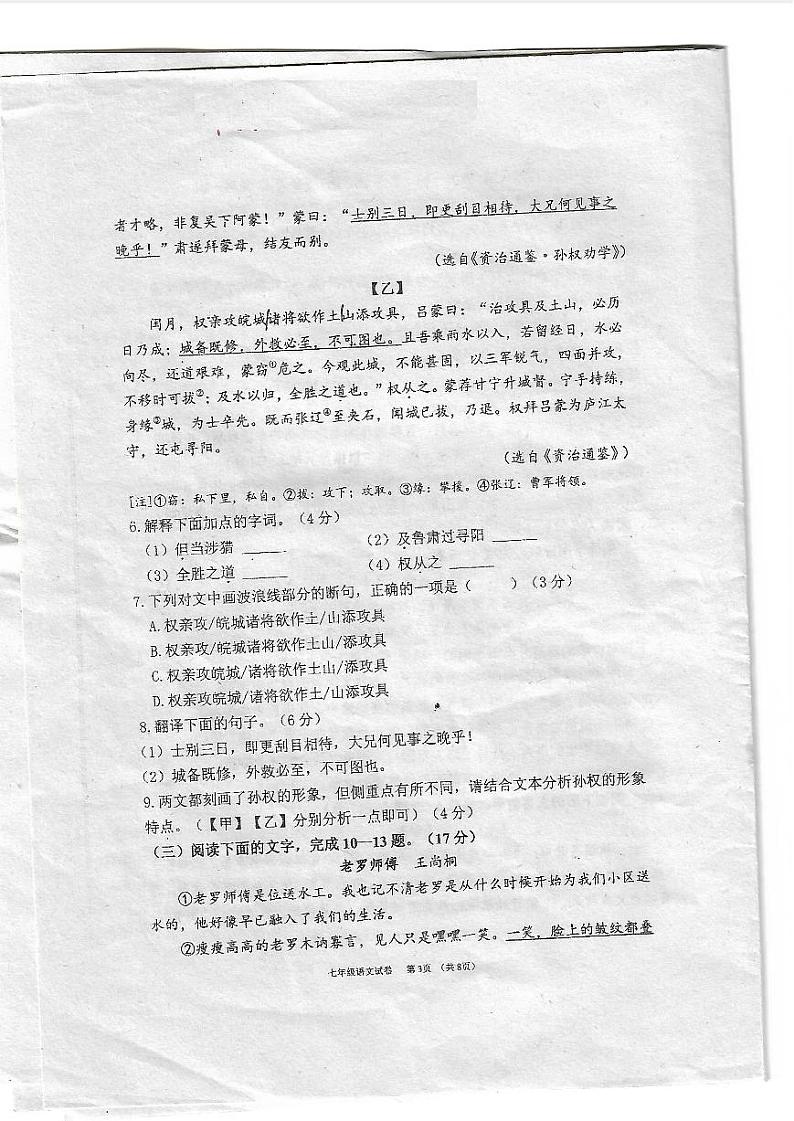 者才略，非复吴下阿蒙！”蒙曰：“士别三日，即更刮目相待，大兄何见事之
晚乎！”肃遂拜蒙母，结友而别。
（选自《资治通鉴·孙权劝学》）
【乙】
闰月，权亲攻皖城诸将欲作土山添攻具，吕蒙曰：“治攻具及土山，必历
日乃成；城备既修，外救必至，不可图也。且吾乘雨水以入，若留经日，水必
向尽，还道艰难，蒙窃①危之。今观此城，不能甚固，以三军锐气，四面并攻，
不移时可拔②；及水以归，全胜之道也。”权从之。蒙荐甘宁升城督。宁手持练，
身缘③城，为士卒先。既而张辽④至夹石，闻城已拔，乃退。权拜吕蒙为庐江太
守，还屯寻阳。
（选自《资治通鉴》）
[注]①窃：私下里，私自。②拔：攻下；攻取。③缘：攀援。④张辽：曹军将领。
6.解释下面加点的字词。（4分）
（1）但当涉猎 ______
（2）及鲁肃过寻阳 ______
（3）全胜之道 ______
（4）权从之 ______
7.下列对文中画波浪线部分的断句，正确的一项是（ ）（3分）
A.权亲攻/皖城诸将欲作土/山添攻具
B.权亲攻/皖城诸将欲作土山/添攻具
C.权亲攻皖城/诸将欲作土山/添攻具
D.权亲攻皖城/诸将欲作土/山添攻具
8.翻译下面的句子。（6分）
（1）士别三日，即更刮目相待，大兄何见事之晚乎！
（2）城备既修，外救必至，不可图也。
9.两文都刻画了孙权的形象，但侧重点有所不同，请结合文本分析孙权的形象
特点。（【甲】【乙】分别分析一点即可）（4分）
（三）阅读下面的文字，完成10—13题。（17分）
老罗师傅 王尚桐
①老罗师傅是位送水工。我也记不清老罗是从什么时候开始为我们小区送
水的，他好像早已融入了我们的生活。
②瘦瘦高高的老罗木讷寡言，见人只是嘿嘿一笑。一笑，脸上的皱纹都叠
七年级语文试卷 第3页 （共8页）